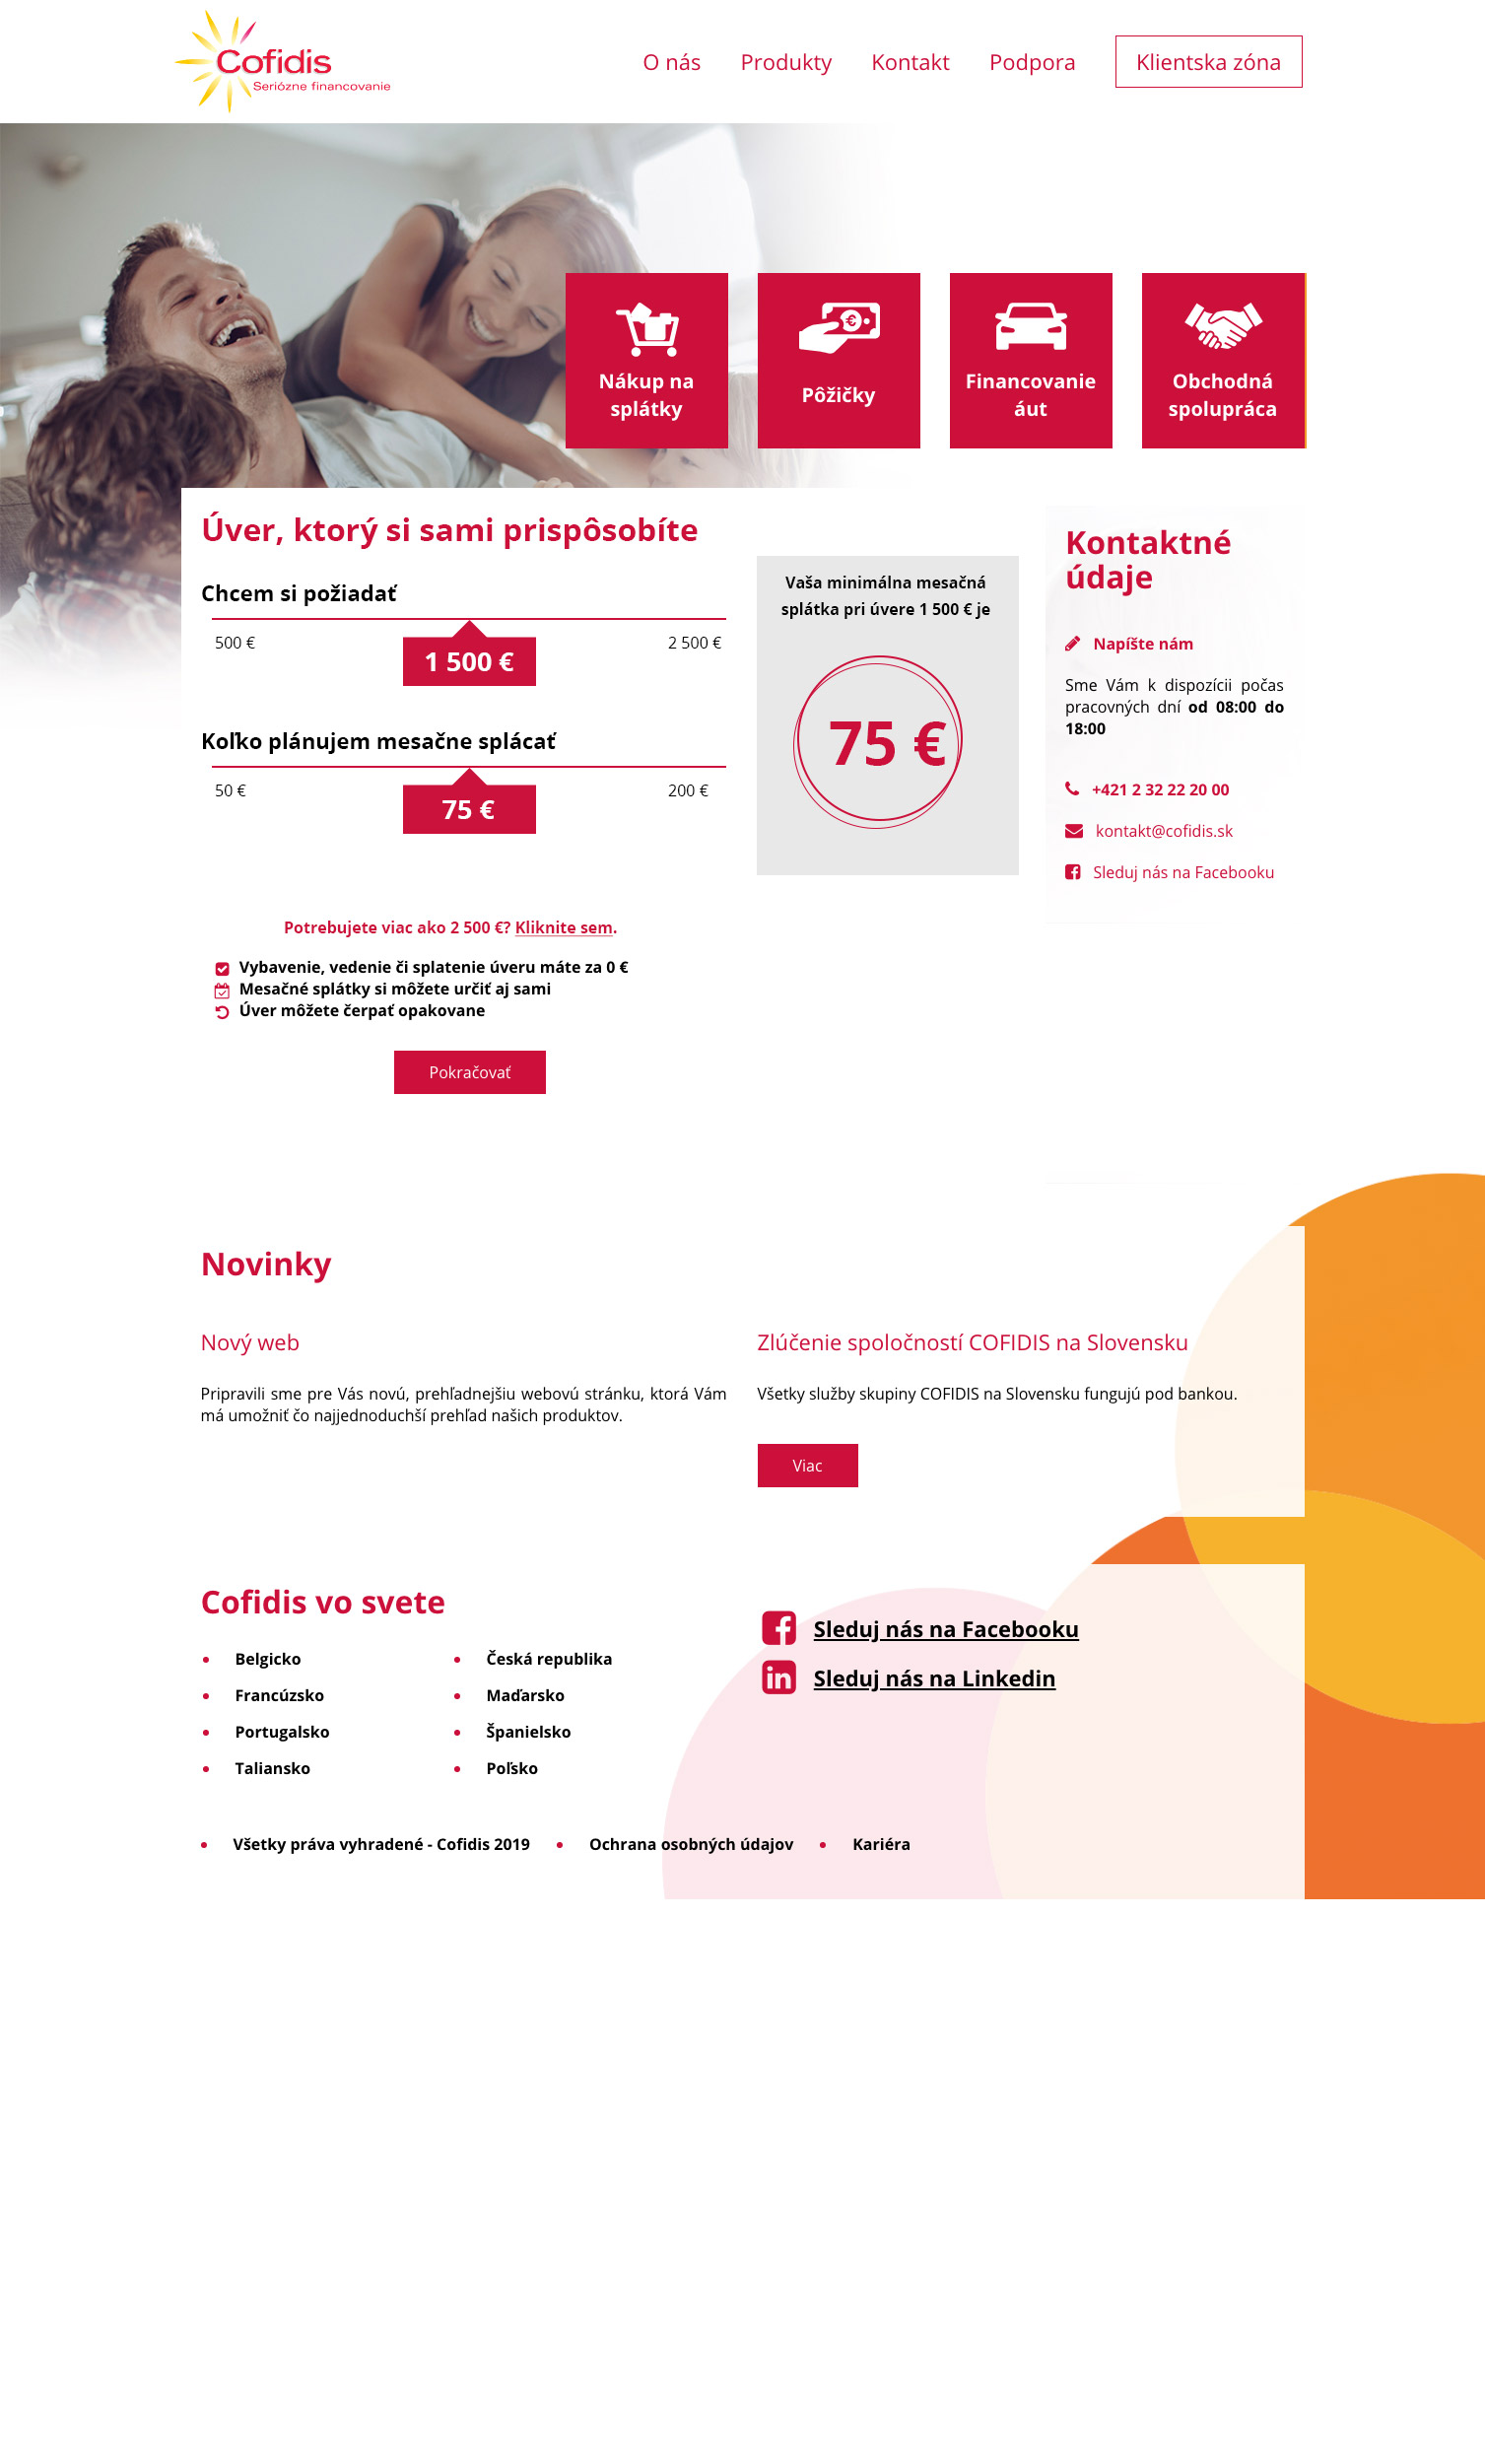 Cofidis
Seriózne financovanie
O nás
Produkty
Kontakt
Podpora
Klientska zóna
Nákup na
splátky
Pôžičky
Financovanie
áut
Obchodná
spolupráca
Úver, ktorý si sami prispôsobíte
Chcem si požiadať
500 €
1 500 €
2 500 €
Koľko plánujem mesačne splácať
50 €
75 €
200 €
Vaša minimálna mesačná
splátka pri úvere 1 500 € je
75 €
Potrebujete viac ako 2 500 €? Kliknite sem.
Vybavenie, vedenie či splatenie úveru máte za 0 €
Mesačné splátky si môžete určiť aj sami
Úver môžete čerpať opakovane
Pokračovať
Kontaktné
údaje
Napíšte nám
Sme Vám k dispozícii počas
pracovných dní od 08:00 do
18:00
+421 2 32 22 20 00
kontakt@cofidis.sk
Sleduj nás na Facebooku
Novinky
Nový web
Pripravili sme pre Vás novú, prehľadnejšiu webovú stránku, ktorá Vám
má umožniť čo najjednoduchší prehľad našich produktov.
Zlúčenie spoločností COFIDIS na Slovensku
Všetky služby skupiny COFIDIS na Slovensku fungujú pod bankou.
Viac
Cofidis vo svete
Belgicko
Francúzsko
Portugalsko
Taliansko
Česká republika
Maďarsko
Španielsko
Poľsko
Sleduj nás na Facebooku
Sleduj nás na Linkedin
Všetky práva vyhradené - Cofidis 2019
Ochrana osobných údajov
Kariéra